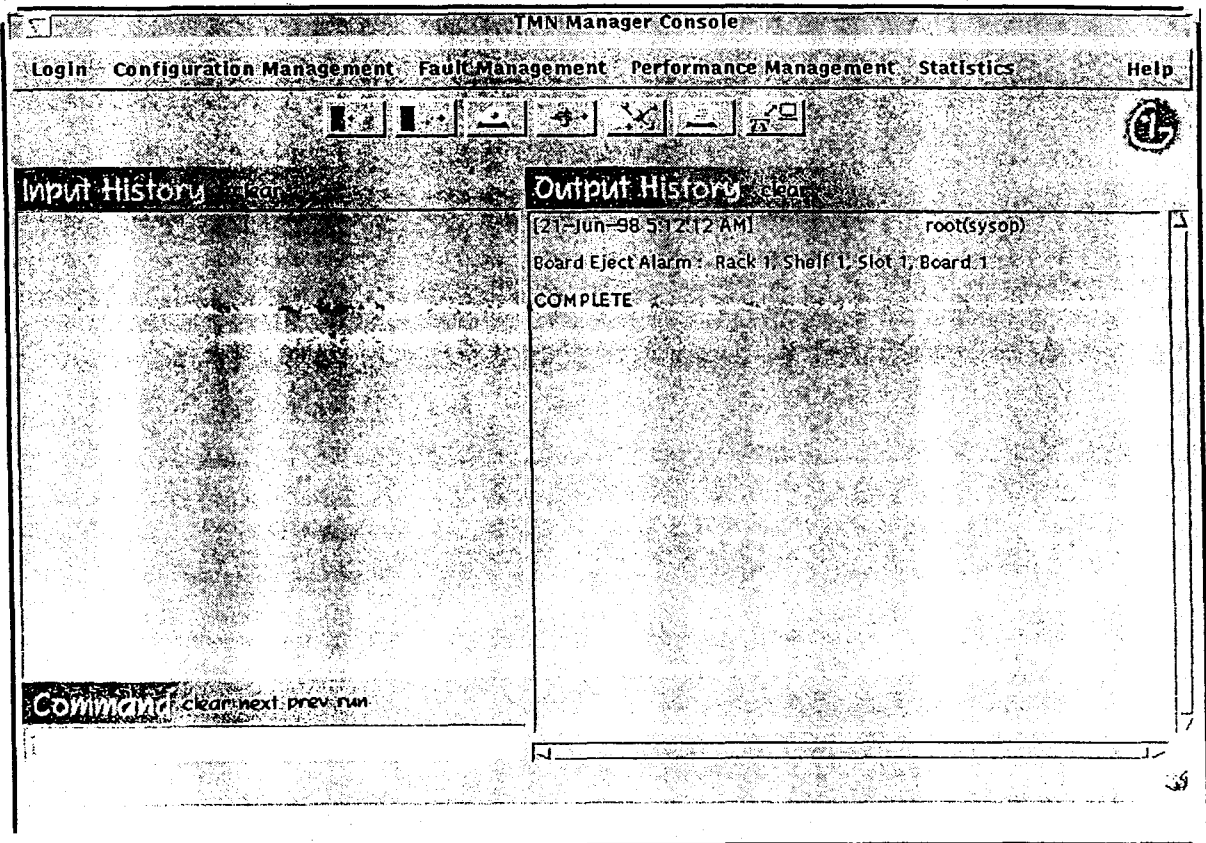 TMN Manager Console
Login Configuration Management Fault Management Performance Management Statistics Help
Input History
Output History clear
[21-Jun-98 5:12:12 AM] root(sysop)
Board Eject Alarm : Rack 1, Shelf 1, Slot 1, Board 1
COMPLETE
Command clear next prev run